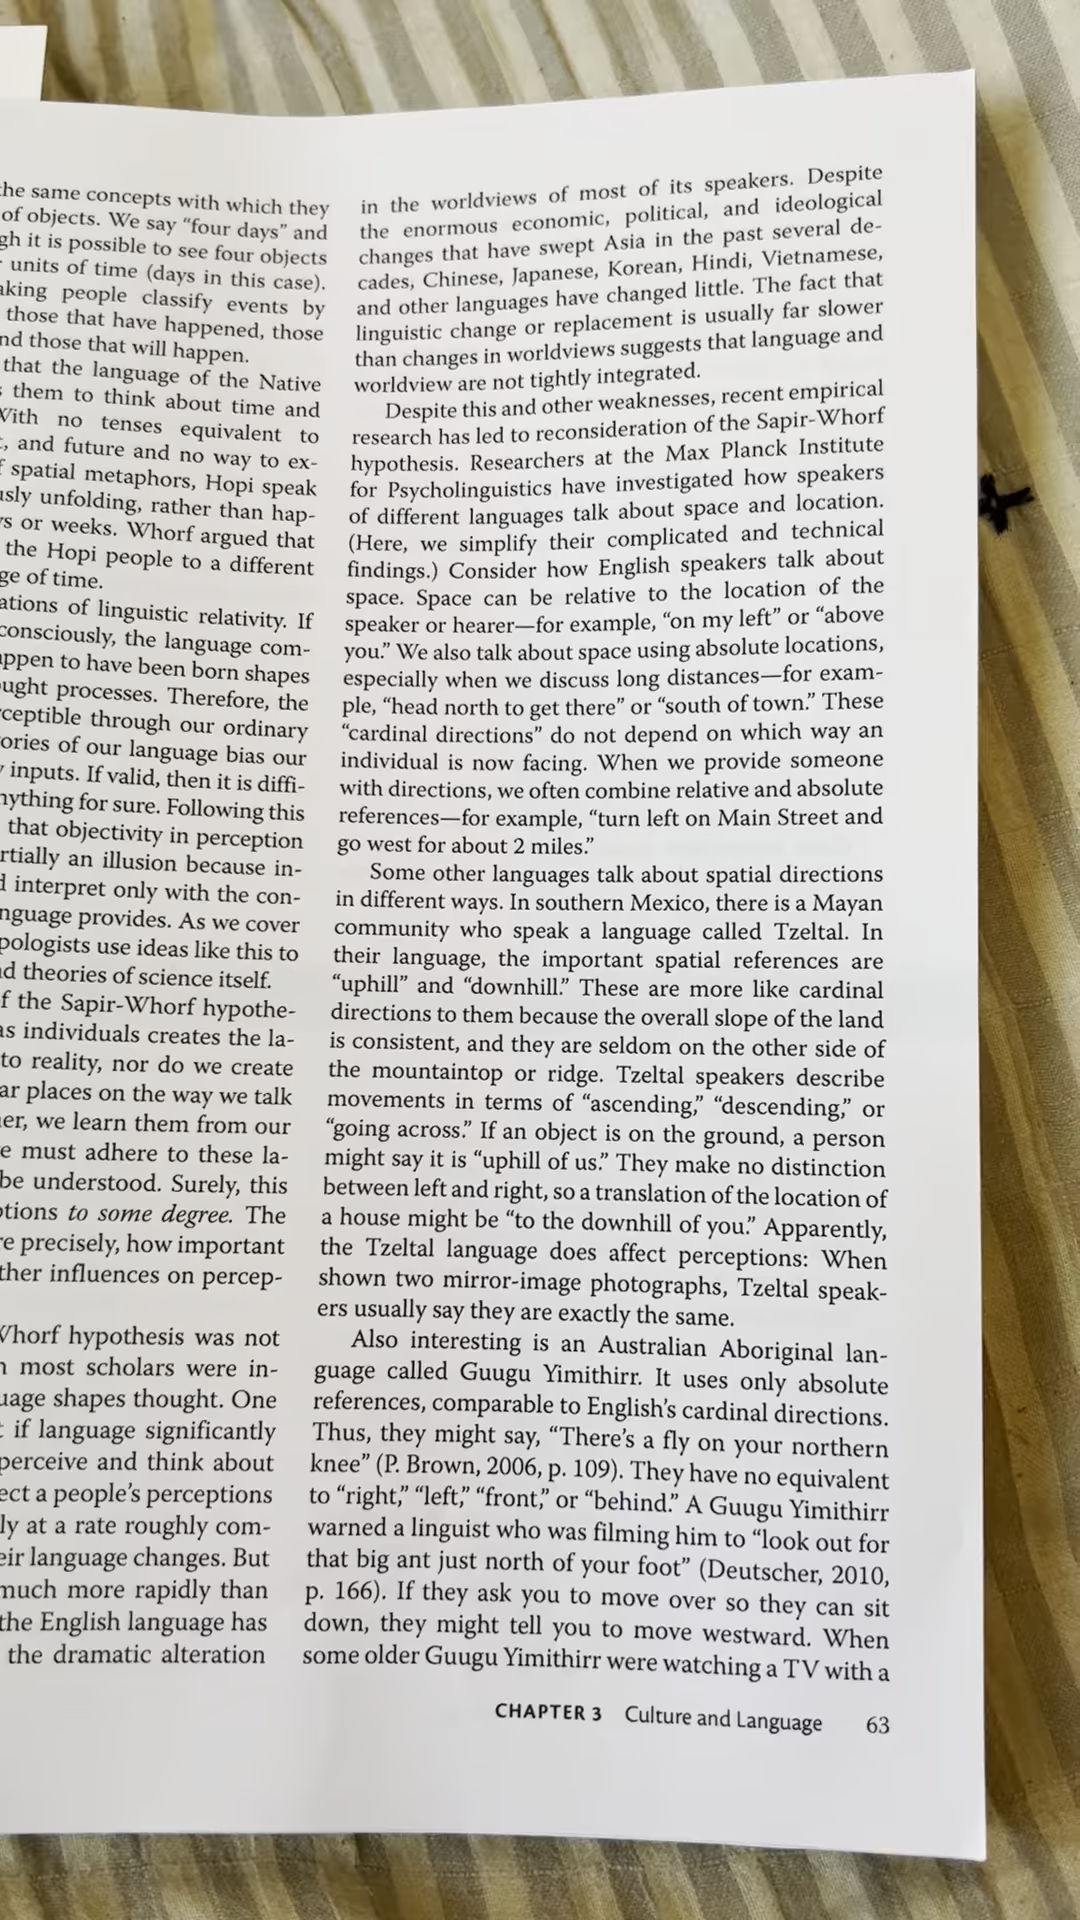 the same concepts with which they
of objects. We say “four days” and
it is possible to see four objects
units of time (days in this case).
people classify events by
those that have happened, those
and those that will happen.
that the language of the Native
them to think about time and
With no tenses equivalent to
and future and no way to ex-
spatial metaphors, Hopi speak
unfolding, rather than hap-
or weeks. Whorf argued that
the Hopi people to a different
of time.
of linguistic relativity. If
consciously, the language com-
to have been born shapes
processes. Therefore, the
through our ordinary
of our language bias our
inputs. If valid, then it is diffi-
for sure. Following this
that objectivity in perception
an illusion because in-
interpret only with the con-
provides. As we cover
use ideas like this to
theories of science itself.
of the Sapir-Whorf hypothe-
as individuals creates the la-
to reality, nor do we create
places on the way we talk
we learn them from our
must adhere to these la-
be understood. Surely, this
to some degree. The
precisely, how important
influences on percep-
Whorf hypothesis was not
most scholars were in-
shapes thought. One
if language significantly
perceive and think about
a people’s perceptions
at a rate roughly com-
language changes. But
much more rapidly than
the English language has
the dramatic alteration
in the worldviews of most of its speakers. Despite
the enormous economic, political, and ideological
changes that have swept Asia in the past several de-
cades, Chinese, Japanese, Korean, Hindi, Vietnamese,
and other languages have changed little. The fact that
linguistic change or replacement is usually far slower
than changes in worldviews suggests that language and
worldview are not tightly integrated.
Despite this and other weaknesses, recent empirical
research has led to reconsideration of the Sapir-Whorf
hypothesis. Researchers at the Max Planck Institute
for Psycholinguistics have investigated how speakers
of different languages talk about space and location.
(Here, we simplify their complicated and technical
findings.) Consider how English speakers talk about
space. Space can be relative to the location of the
speaker or hearer—for example, “on my left” or “above
you.” We also talk about space using absolute locations,
especially when we discuss long distances—for exam-
ple, “head north to get there” or “south of town.” These
“cardinal directions” do not depend on which way an
individual is now facing. When we provide someone
with directions, we often combine relative and absolute
references—for example, “turn left on Main Street and
go west for about 2 miles.”
Some other languages talk about spatial directions
in different ways. In southern Mexico, there is a Mayan
community who speak a language called Tzeltal. In
their language, the important spatial references are
“uphill” and “downhill.” These are more like cardinal
directions to them because the overall slope of the land
is consistent, and they are seldom on the other side of
the mountaintop or ridge. Tzeltal speakers describe
movements in terms of “ascending,” “descending,” or
“going across.” If an object is on the ground, a person
might say it is “uphill of us.” They make no distinction
between left and right, so a translation of the location of
a house might be “to the downhill of you.” Apparently,
the Tzeltal language does affect perceptions: When
shown two mirror-image photographs, Tzeltal speak-
ers usually say they are exactly the same.
Also interesting is an Australian Aboriginal lan-
guage called Guugu Yimithirr. It uses only absolute
references, comparable to English’s cardinal directions.
Thus, they might say, “There’s a fly on your northern
knee” (P. Brown, 2006, p. 109). They have no equivalent
to “right,” “left,” “front,” or “behind.” A Guugu Yimithirr
warned a linguist who was filming him to “look out for
that big ant just north of your foot” (Deutscher, 2010,
p. 166). If they ask you to move over so they can sit
down, they might tell you to move westward. When
some older Guugu Yimithirr were watching a TV with a
CHAPTER 3 Culture and Language 63